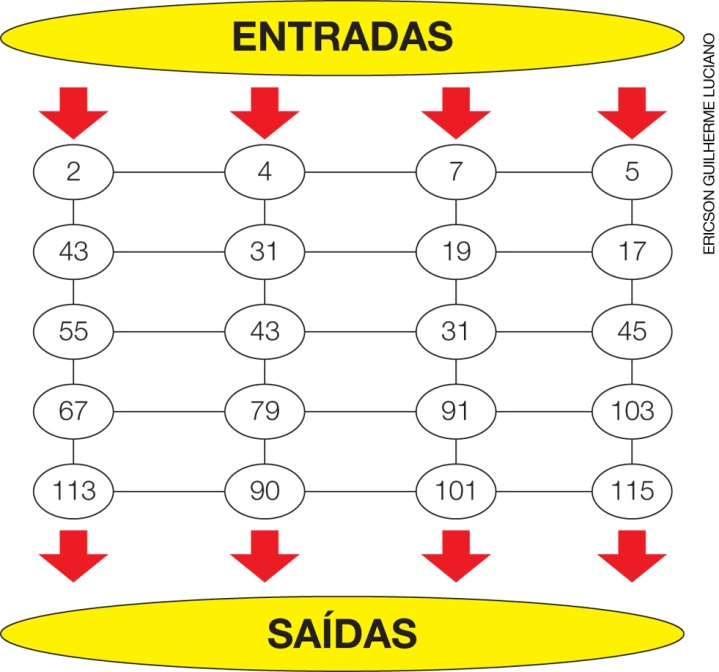 ENTRADAS
2 4 7 5
43 31 19 17
55 43 31 45
67 79 91 103
113 90 101 115
SAÍDAS
ERICSON GUILHERME LUCIANO